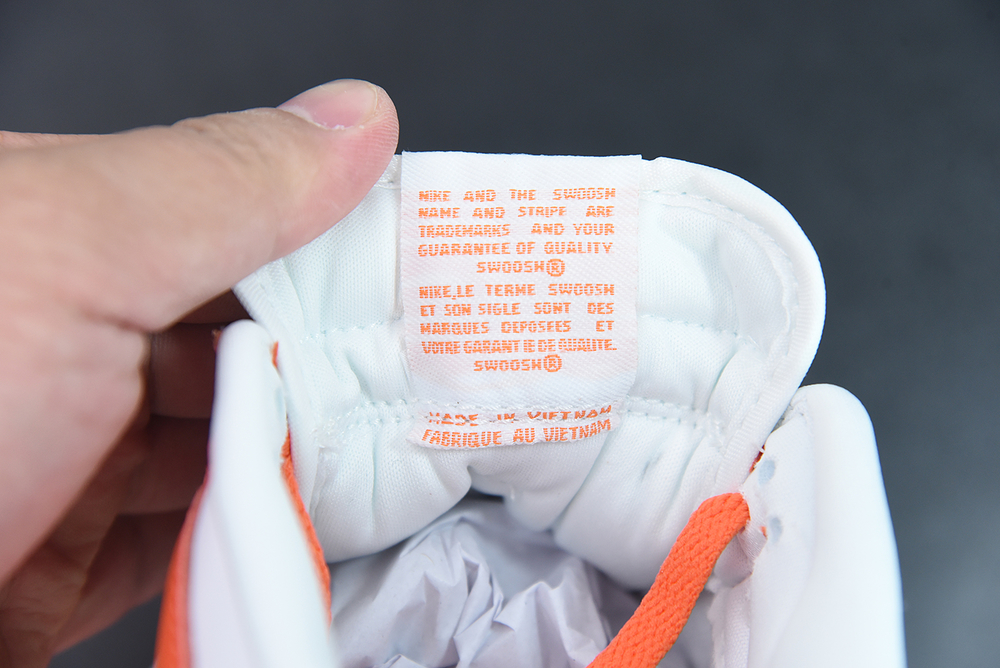 NIKE AND THE SWOOSH
NAME AND STRIPE ARE
TRADEMARKS AND YOUR
GUARANTEE OF QUALITY
SWOOSH®
NIKE,LE TERME SWOOSH
ET SON SIGLE SONT DES
MARQUES DEPOSEES ET
VOTRE GARANTIE DE QUALITE.
SWOOSH®
MADE IN VIETNAM
FABRIQUE AU VIETNAM